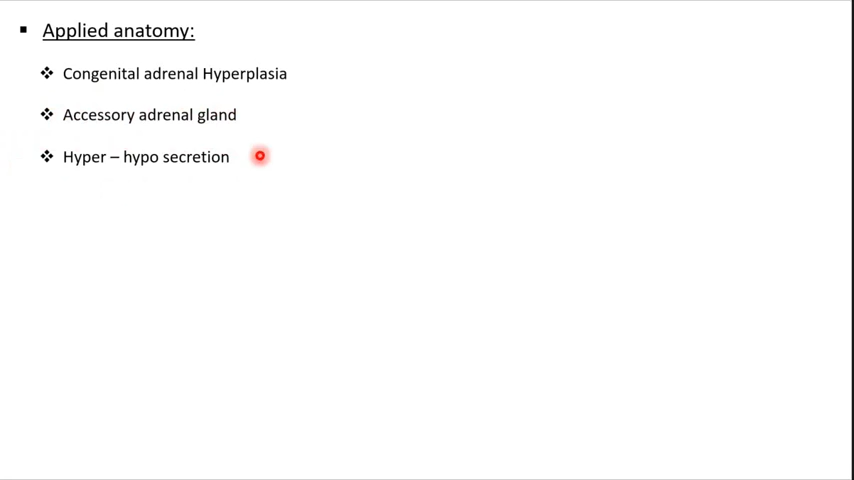 ▪ Applied anatomy:
❖ Congenital adrenal Hyperplasia
❖ Accessory adrenal gland
❖ Hyper – hypo secretion